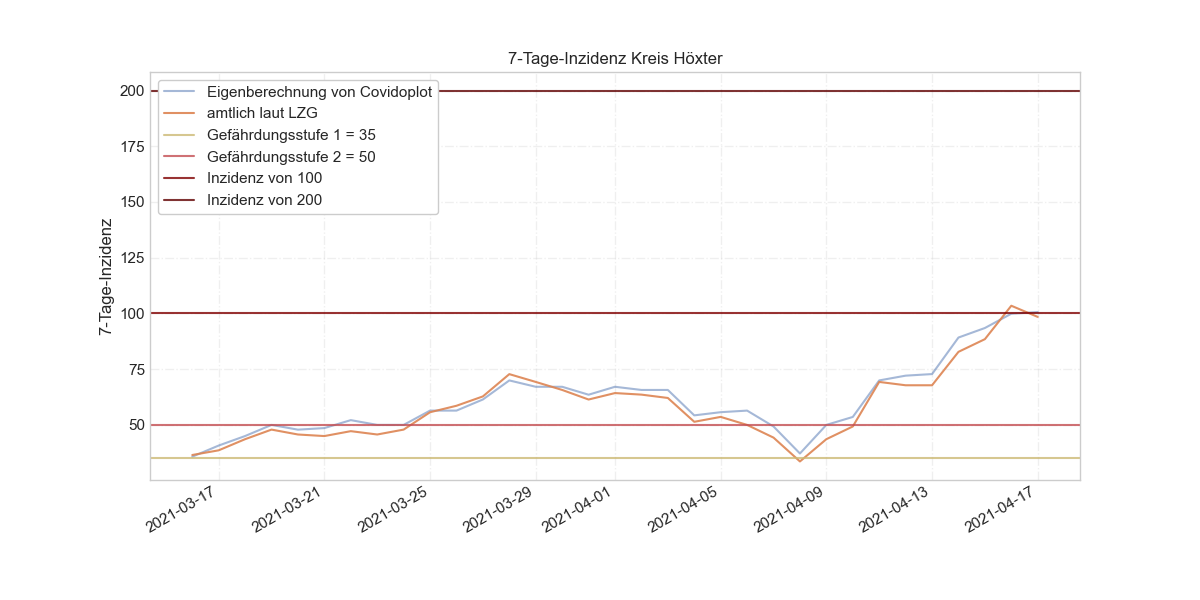 7-Tage-Inzidenz Kreis Höxter
Eigenberechnung von Covidoplot
amtlich laut LZG
Gefährdungsstufe 1 = 35
Gefährdungsstufe 2 = 50
Inzidenz von 100
Inzidenz von 200
7-Tage-Inzidenz
200
175
150
125
100
75
50
2021-03-17
2021-03-21
2021-03-25
2021-03-29
2021-04-01
2021-04-05
2021-04-09
2021-04-13
2021-04-17